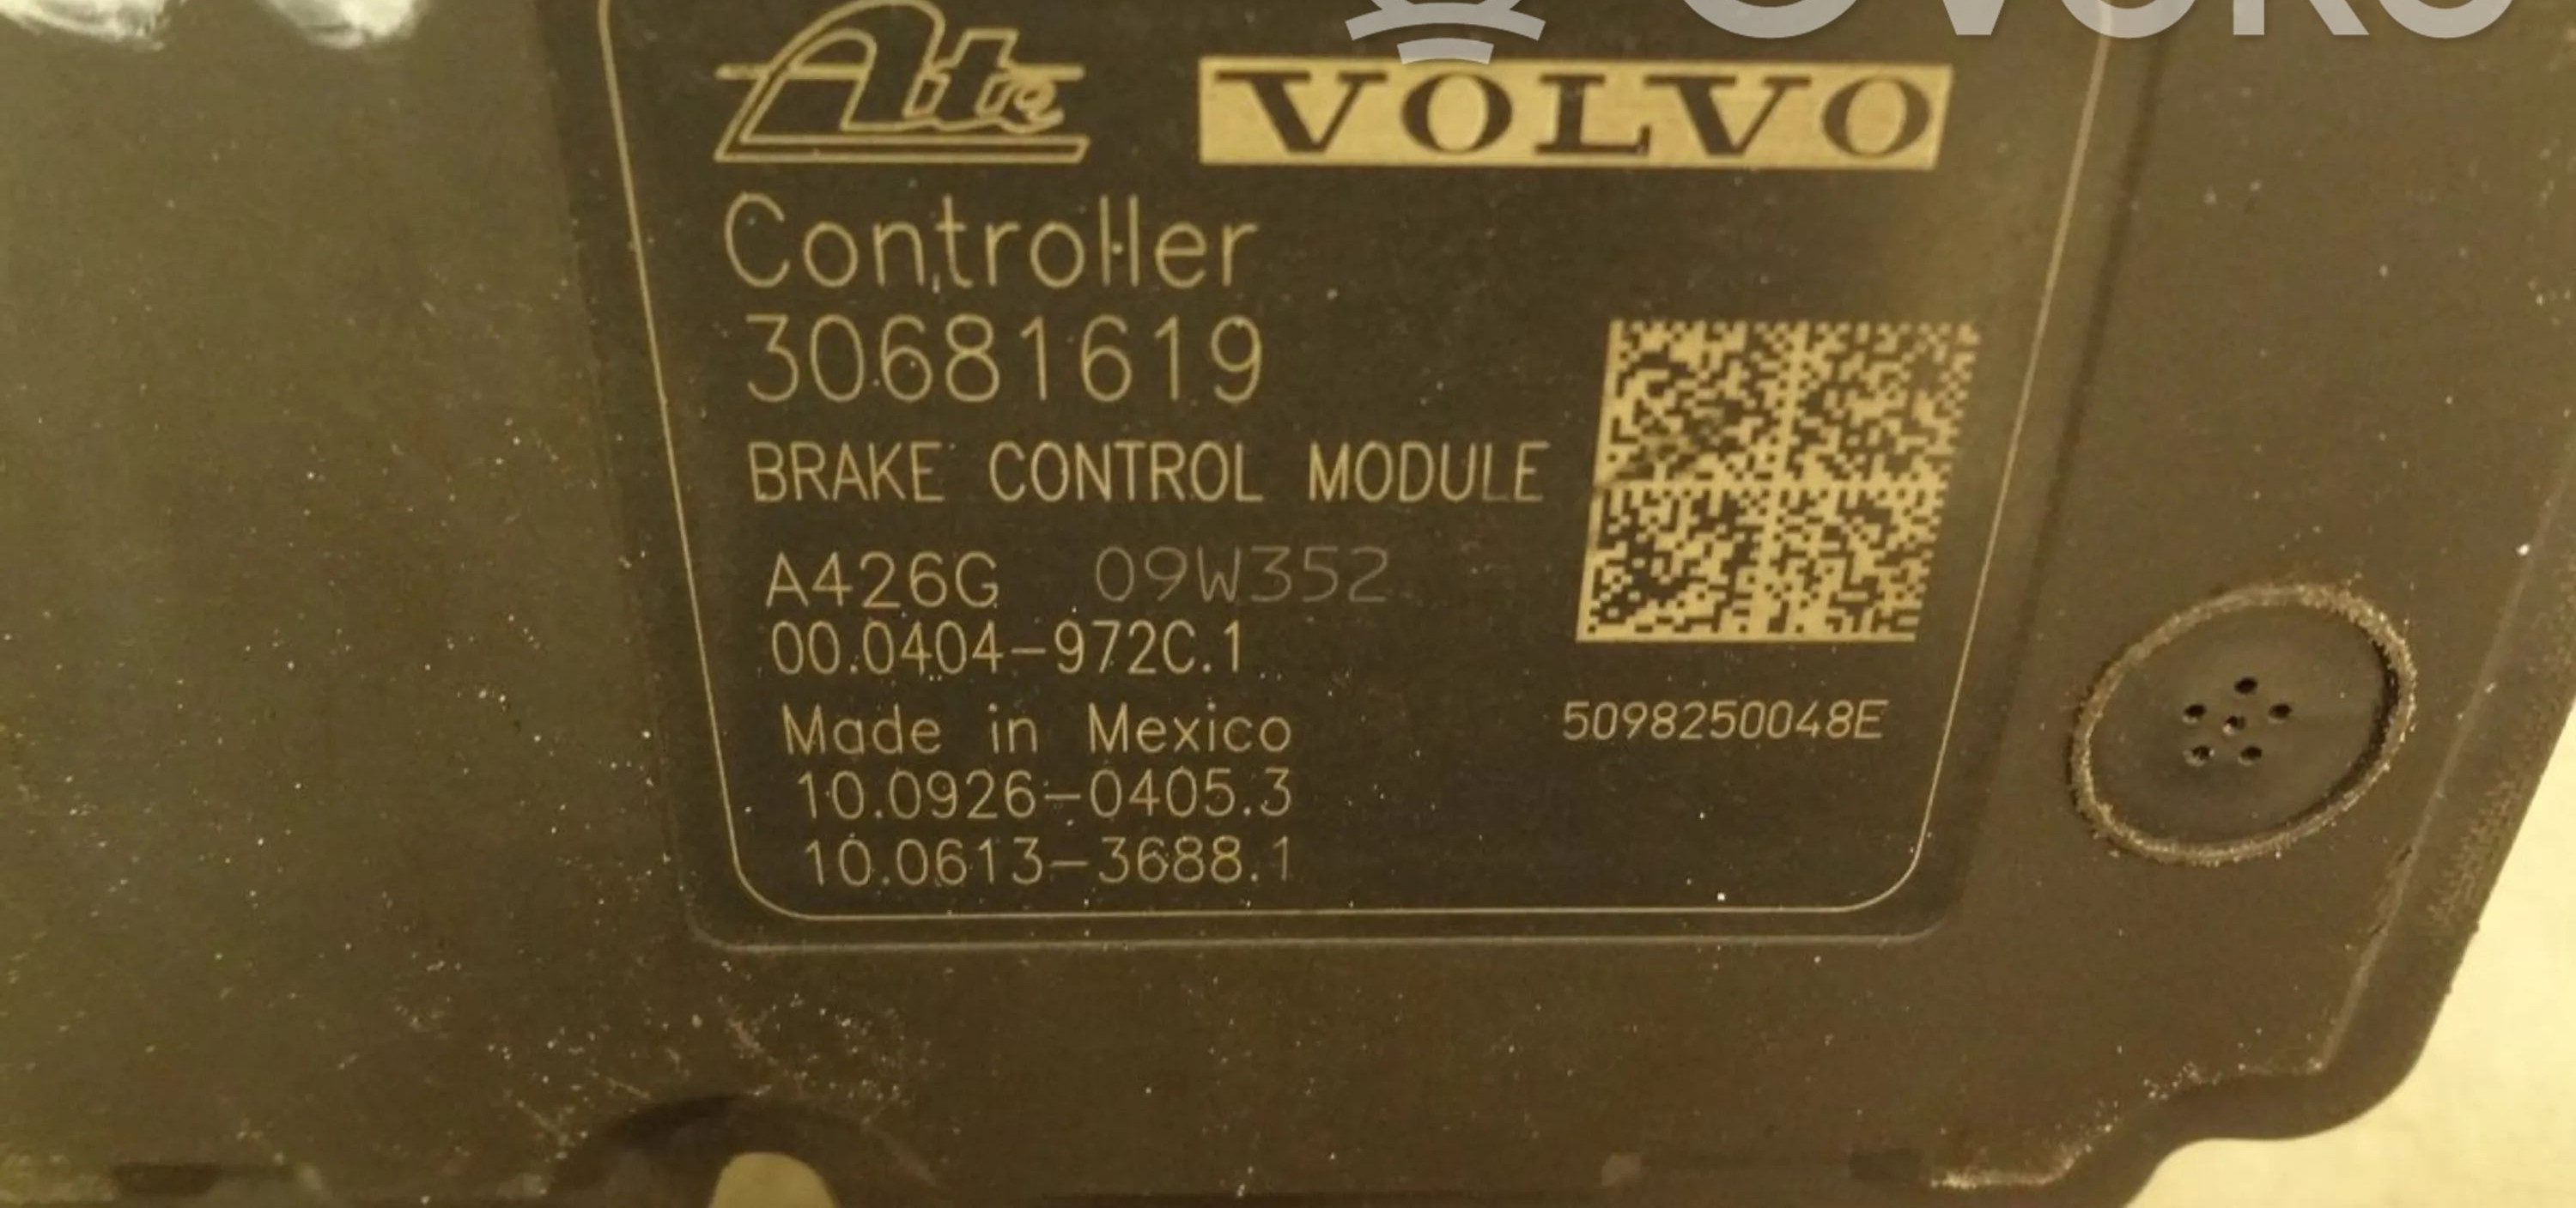 Ate VOLVO
Controller
30681619
BRAKE CONTROL MODULE
A426G 09W352
00.0404-972C.1
Made in Mexico
5098250048E
10.0926-0405.3
10.0613-3688.1